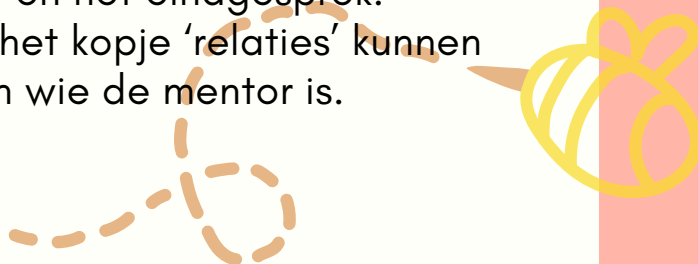 en het eindgesprek.
het kopje ‘relaties’ kunnen
wie de mentor is.